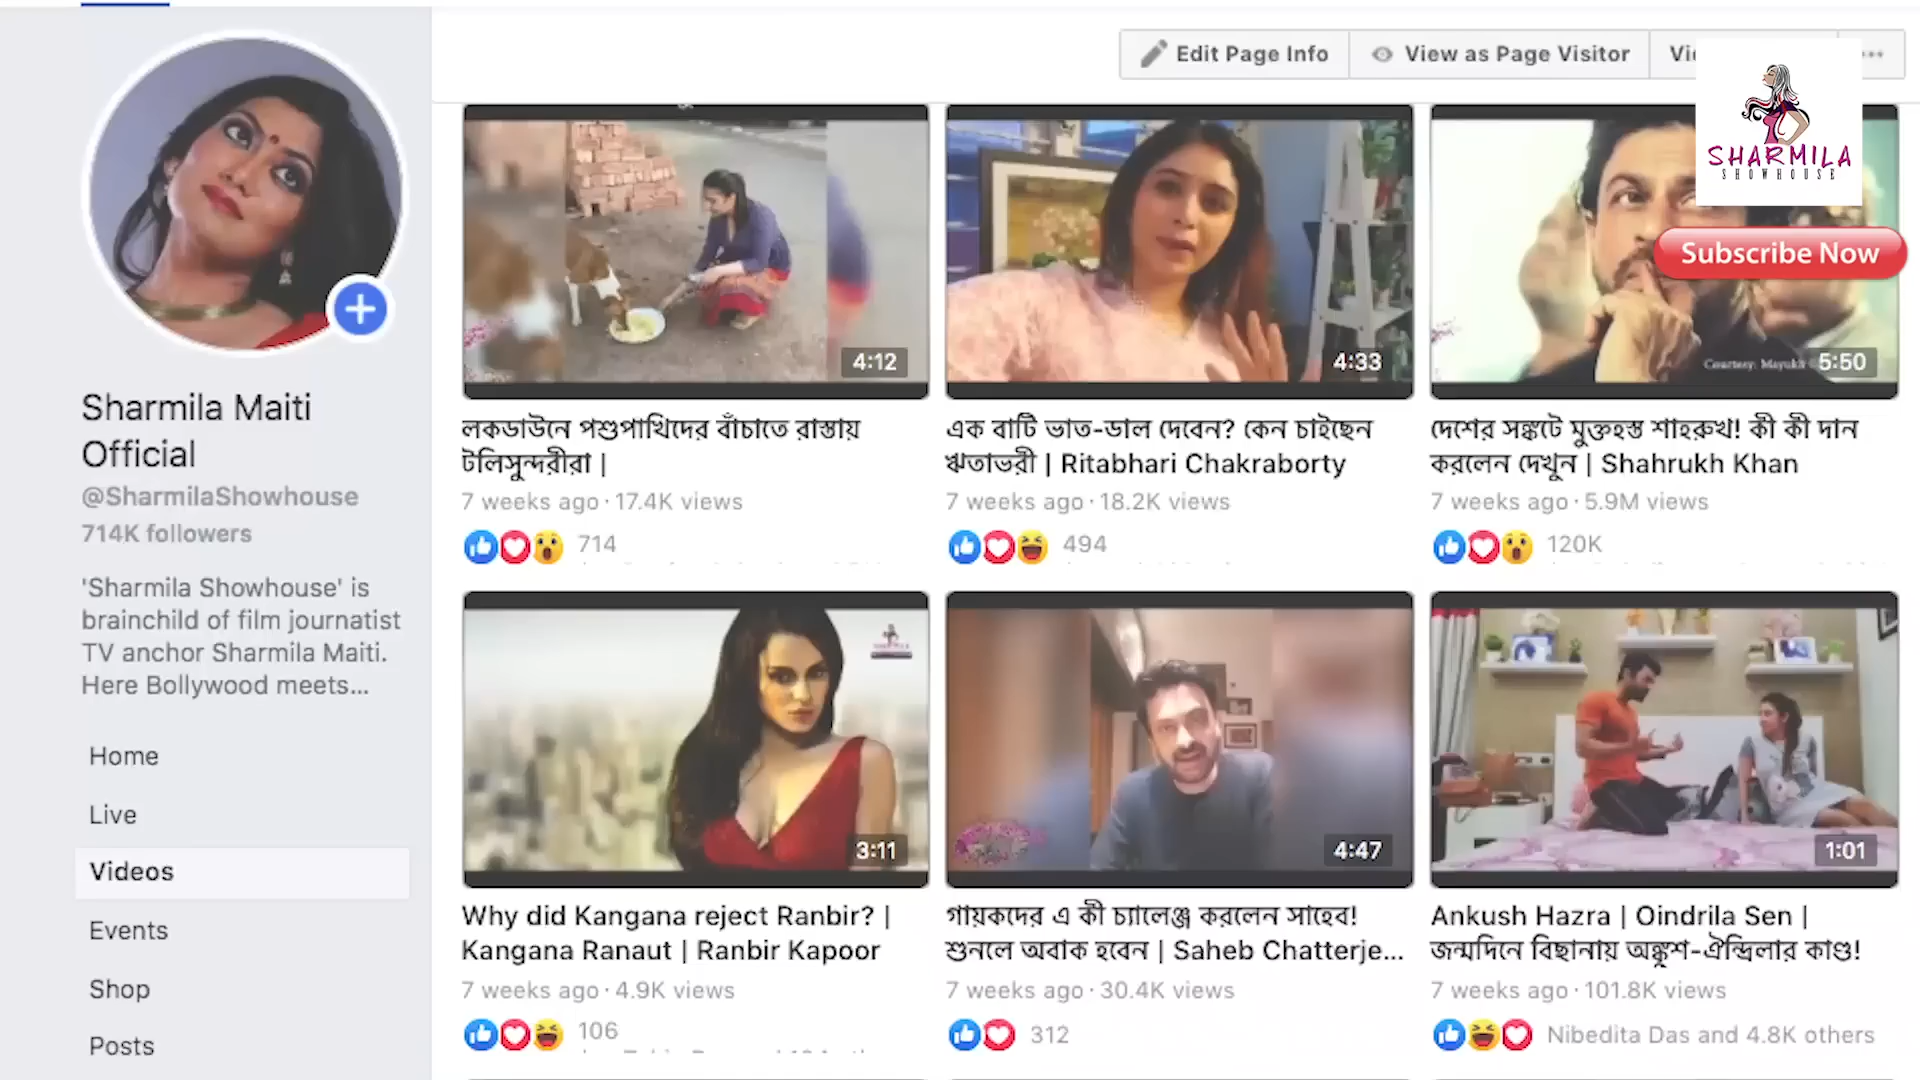 Edit Page Info
View as Page Visitor
SHARMILA
SHOWHOUSE
Subscribe Now
Sharmila Maiti
Official
@SharmilaShowhouse
714K followers
'Sharmila Showhouse' is
brainchild of film journatist
TV anchor Sharmila Maiti.
Here Bollywood meets...
Home
Live
Videos
Events
Shop
Posts
4:12
লকডাউনে পশুপাখিদের বাঁচাতে রাস্তায়
টলিসুন্দরীরা |
7 weeks ago · 17.4K views
714
4:33
এক বাটি ভাত-ডাল দেবেন? কেন চাইছেন
ঋতাভরী | Ritabhari Chakraborty
7 weeks ago · 18.2K views
494
Courtesy: Mayukh
5:50
দেশের সঙ্কটে মুক্তহস্ত শাহরুখ! কী কী দান
করলেন দেখুন | Shahrukh Khan
7 weeks ago · 5.9M views
120K
3:11
Why did Kangana reject Ranbir? |
Kangana Ranaut | Ranbir Kapoor
7 weeks ago · 4.9K views
106
4:47
গায়কদের এ কী চ্যালেঞ্জ করলেন সাহেব!
শুনলে অবাক হবেন | Saheb Chatterje...
7 weeks ago · 30.4K views
312
1:01
Ankush Hazra | Oindrila Sen |
জন্মদিনে বিছানায় অঙ্কুশ-ঐন্দ্রিলার কাণ্ড!
7 weeks ago · 101.8K views
Nibedita Das and 4.8K others